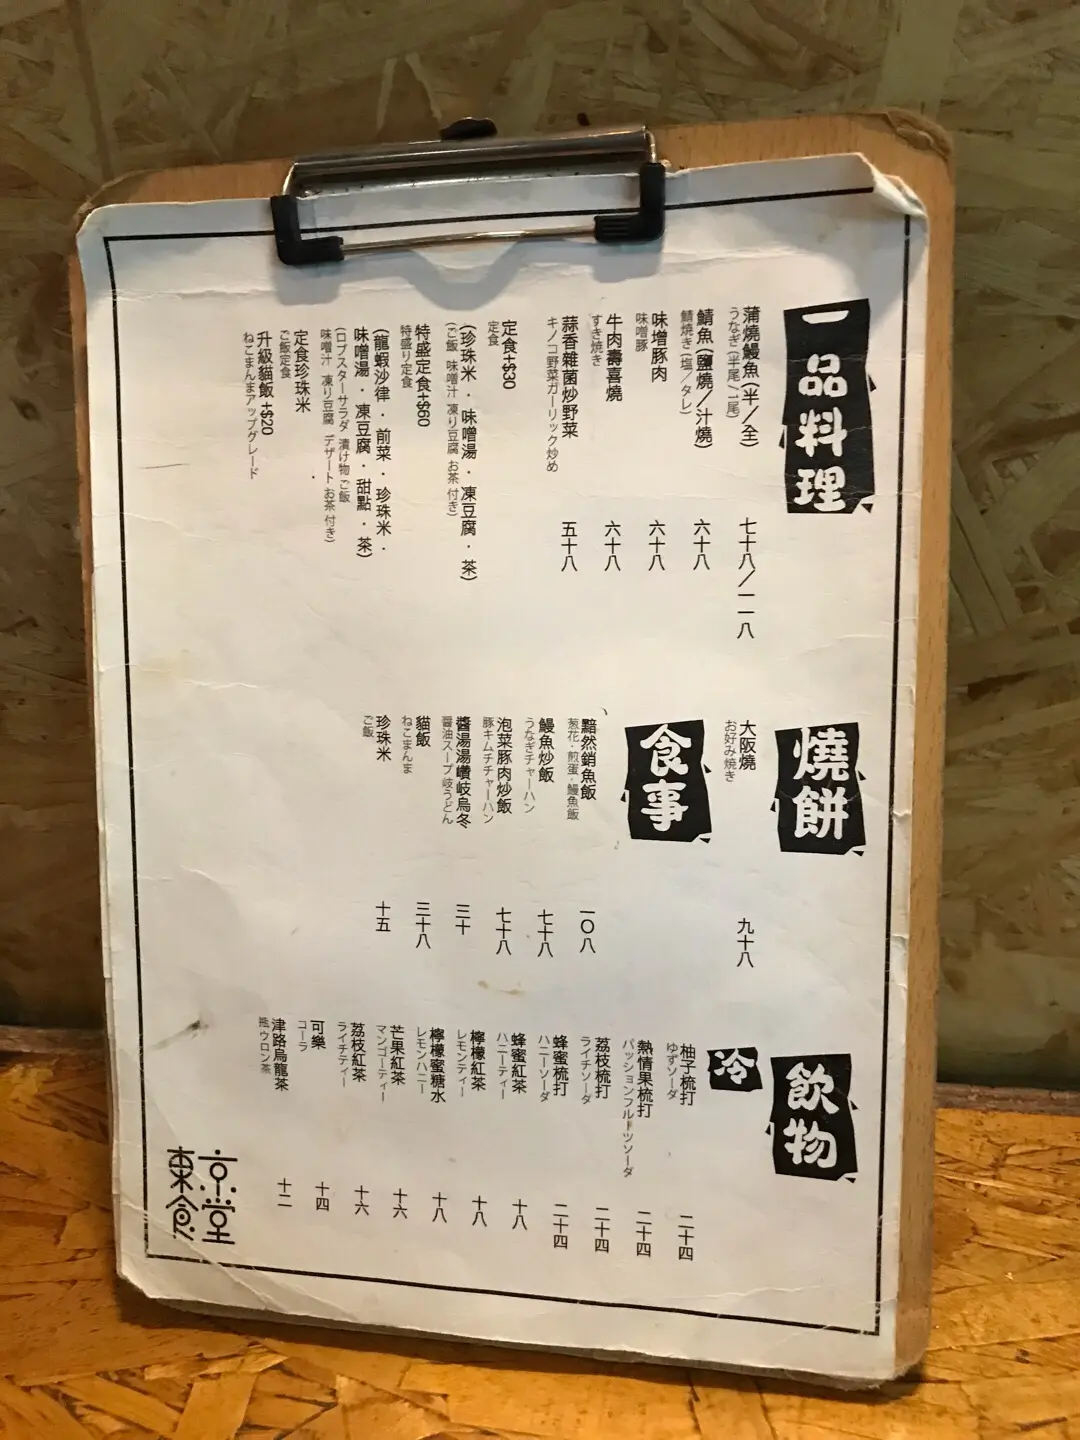 一品料理
蒲燒鰻魚(半／全)
うなぎ(半尾/1尾)
七十八／一一八
鯖魚(鹽燒／汁燒)
鯖焼き(塩／タレ)
六十八
味增豚肉
味噌豚
六十八
牛肉壽喜燒
すき焼き
六十八
蒜香雜菌炒野菜
キノコ野菜ガーリック炒め
五十八
定食+$30
定食
(珍珠米．味噌湯．凍豆腐．茶)
(ご飯 味噌汁 凍り豆腐 お茶 付き)
特盛定食+$60
特盛り定食
(龍蝦沙律．前菜．珍珠米．
味噌湯．凍豆腐．甜點．茶)
(ロブスターサラダ 漬け物 ご飯
味噌汁 凍り豆腐 デザート お茶 付き)
定食珍珠米
ご飯定食
升級貓飯 +$20
ねこまんまアップグレード
燒餅
大阪燒
お好み焼き
九十八
食事
黯然銷魚飯
葱花．煎蛋．鰻魚飯
一〇八
鰻魚炒飯
うなぎチャーハン
七十八
泡菜豚肉炒飯
豚キムチチャーハン
七十八
醬湯湯讚岐烏冬
醤油スープ岐うどん
三十
貓飯
ねこまんま
三十八
珍珠米
ご飯
十五
飲物
冷
柚子梳打
ゆずソーダ
二十四
熱情果梳打
パッションフルーツソーダ
二十四
荔枝梳打
ライチソーダ
二十四
蜂蜜梳打
ハニーソーダ
二十四
蜂蜜紅茶
ハニーティー
十八
檸檬紅茶
レモンティー
十八
檸檬蜜糖水
レモンハニー
十八
芒果紅茶
マンゴーティー
十六
荔枝紅茶
ライチティー
十六
可樂
コーラ
十四
津路烏龍茶
瓶ウロン茶
十二
京堂
東食